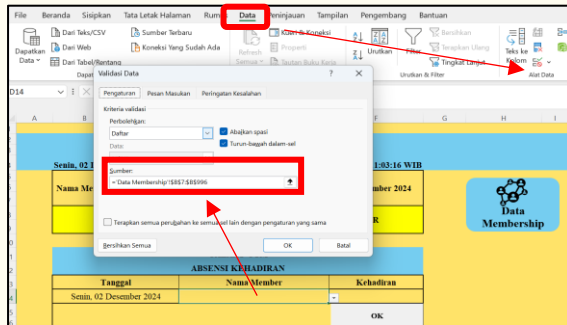 File Beranda Sisipkan Tata Letak Halaman Rumus Data Peninjauan Tampilan Pengembang Bantuan
Dapatkan Data
Dari Teks/CSV
Dari Web
Dari Tabel/Rentang
Sumber Terbaru
Koneksi Yang Sudah Ada
Refresh Semua
Kueri & Koneksi
Properti
Tautan Buku Kerja
Urutkan
Filter
Bersihkan
Terapkan Ulang
Tingkat Lanjut
Teks ke Kolom
Urutkan & Filter
Alat Data
D14
Validasi Data ? X
Pengaturan Pesan Masukan Peringatan Kesalahan
Kriteria validasi
Perbolehkan:
Daftar
Abaikan spasi
Turun-bawah dalam-sel
Data:
Sumber:
='Data Membership'!$B$7:$B$996
Terapkan semua perubahan ke semua sel lain dengan pengaturan yang sama
Bersihkan Semua OK Batal
A B F G H I
Senin, 02 1:03:16 WIB
Nama 2024
Data
Membership
ABSENSI KEHADIRAN
Tanggal Nama Member Kehadiran
Senin, 02 Desember 2024
OK